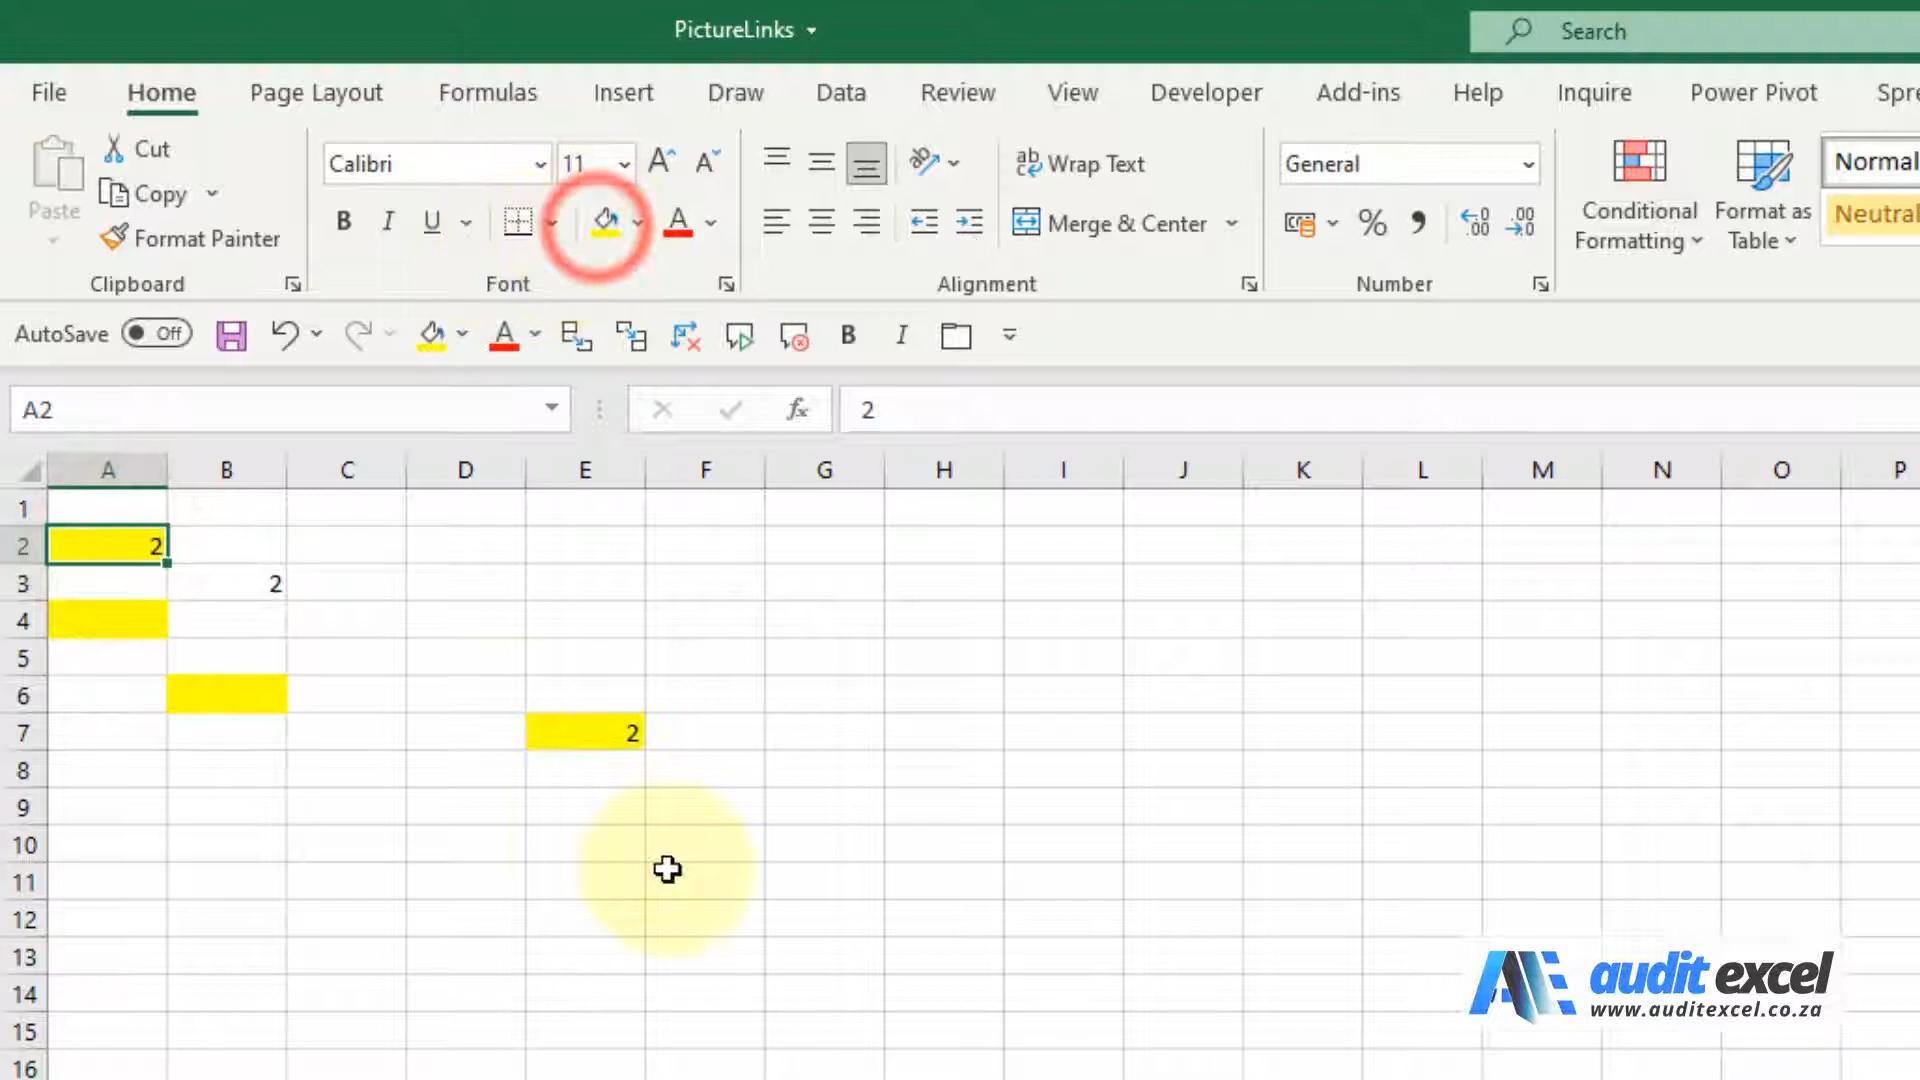 PictureLinks
Search
File Home Page Layout Formulas Insert Draw Data Review View Developer Add-ins Help Inquire Power Pivot Spre
Paste
Cut
Copy
Format Painter
Clipboard
Calibri 11
B I U
Font
Wrap Text
Merge & Center
Alignment
General
%
Number
Conditional Formatting
Format as Table
Normal
Neutral
AutoSave Off
B I
A2
fx
2
A B C D E F G H I J K L M N O P
1
2 2
3 2
4
5
6
7 2
8
9
10
11
12
13
14
15
16
audit excel
www.auditexcel.co.za